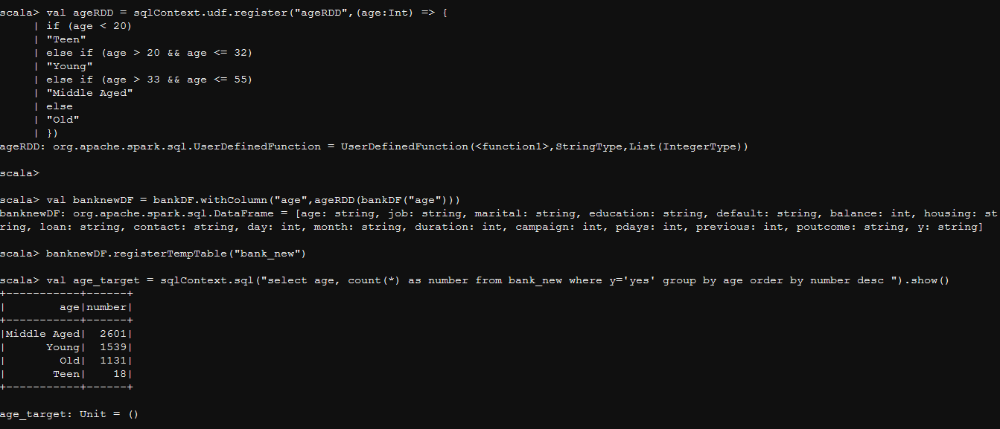 scala> val ageRDD = sqlContext.udf.register("ageRDD",(age:Int) => {
     | if (age < 20)
     | "Teen"
     | else if (age > 20 && age <= 32)
     | "Young"
     | else if (age > 33 && age <= 55)
     | "Middle Aged"
     | else
     | "Old"
     | })
ageRDD: org.apache.spark.sql.UserDefinedFunction = UserDefinedFunction(<function1>,StringType,List(IntegerType))
scala>
scala> val banknewDF = bankDF.withColumn("age",ageRDD(bankDF("age")))
banknewDF: org.apache.spark.sql.DataFrame = [age: string, job: string, marital: string, education: string, default: string, balance: int, housing: st
ring, loan: string, contact: string, day: int, month: string, duration: int, campaign: int, pdays: int, previous: int, poutcome: string, y: string]
scala> banknewDF.registerTempTable("bank_new")
scala> val age_target = sqlContext.sql("select age, count(*) as number from bank_new where y='yes' group by age order by number desc ").show()
+-----------+------+
|        age|number|
+-----------+------+
|Middle Aged|  2601|
|      Young|  1539|
|        Old|  1131|
|       Teen|    18|
+-----------+------+
age_target: Unit = ()